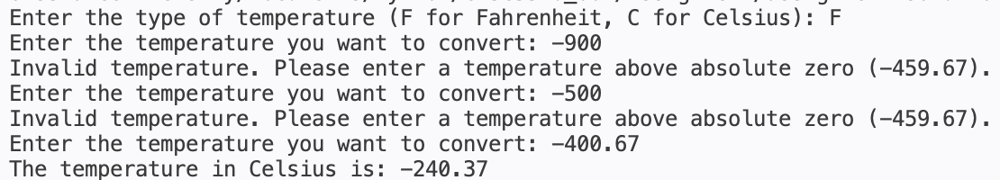 Enter the type of temperature (F for Fahrenheit, C for Celsius): F
Enter the temperature you want to convert: -900
Invalid temperature. Please enter a temperature above absolute zero (-459.67).
Enter the temperature you want to convert: -500
Invalid temperature. Please enter a temperature above absolute zero (-459.67).
Enter the temperature you want to convert: -400.67
The temperature in Celsius is: -240.37